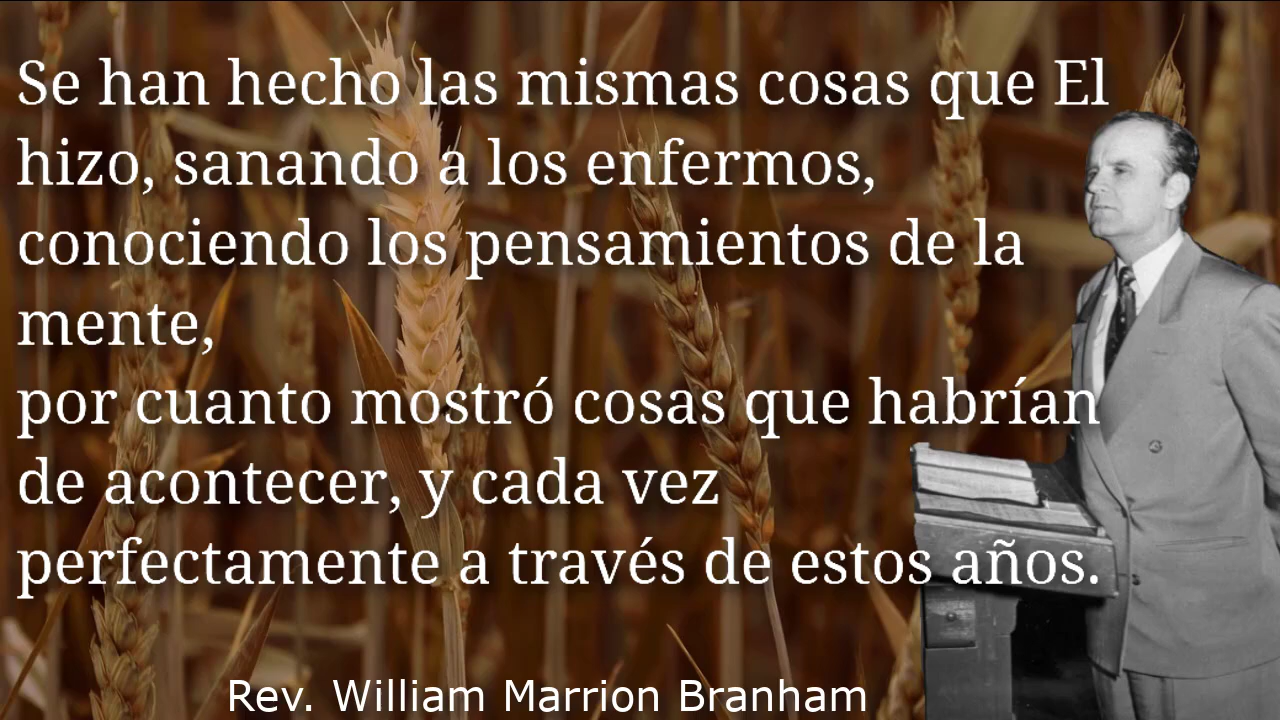 Se han hecho las mismas cosas que El
hizo, sanando a los enfermos,
conociendo los pensamientos de la
mente,
por cuanto mostró cosas que habrían
de acontecer, y cada vez
perfectamente a través de estos años.
Rev. William Marrion Branham